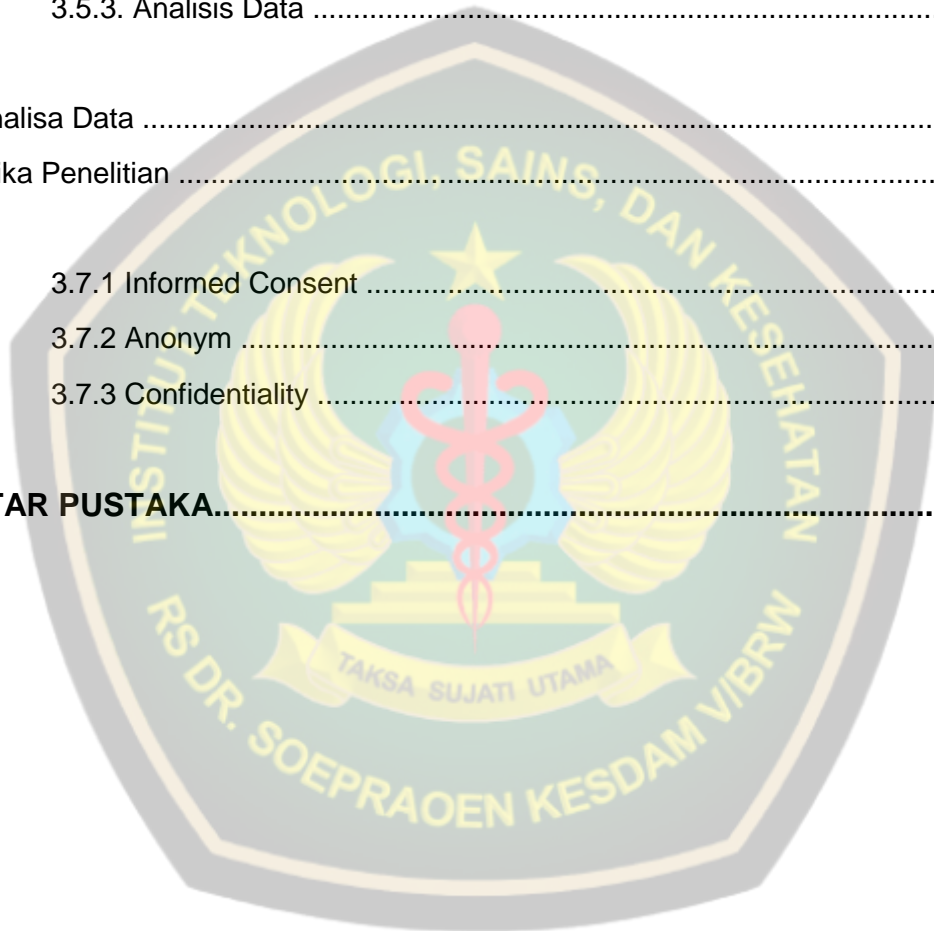 3.5.3. Analisis Data ........................................................................
nalisa Data ...............................................................................................
ika Penelitian ..........................................................................................
3.7.1 Informed Consent .................................................................
3.7.2 Anonym .................................................................................
3.7.3 Confidentiality .......................................................................
TAR PUSTAKA.....................................................................................
INSTITUT TEKNOLOGI, SAINS, DAN KESEHATAN
TAKSA SUJATI UTAMA
RS DR. SOEPRAOEN KESDAM V/BRW